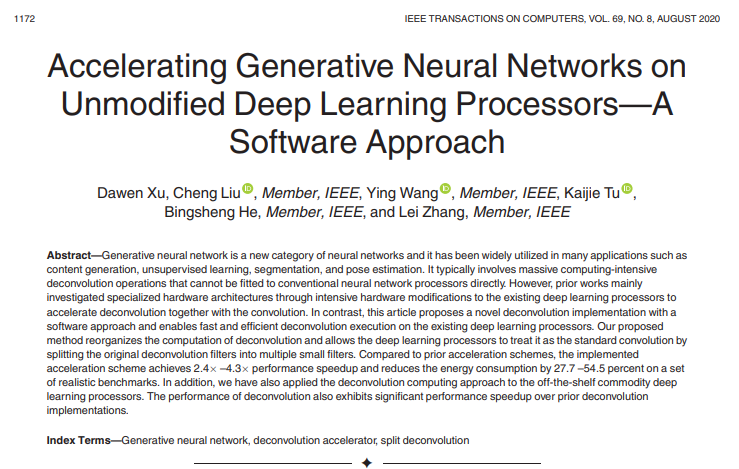 1172
IEEE TRANSACTIONS ON COMPUTERS, VOL. 69, NO. 8, AUGUST 2020
Accelerating Generative Neural Networks on
Unmodified Deep Learning Processors—A
Software Approach
Dawen Xu, Cheng Liu iD, Member, IEEE, Ying Wang iD, Member, IEEE, Kaijie Tu iD,
Bingsheng He, Member, IEEE, and Lei Zhang, Member, IEEE
Abstract—Generative neural network is a new category of neural networks and it has been widely utilized in many applications such as
content generation, unsupervised learning, segmentation, and pose estimation. It typically involves massive computing-intensive
deconvolution operations that cannot be fitted to conventional neural network processors directly. However, prior works mainly
investigated specialized hardware architectures through intensive hardware modifications to the existing deep learning processors to
accelerate deconvolution together with the convolution. In contrast, this article proposes a novel deconvolution implementation with a
software approach and enables fast and efficient deconvolution execution on the existing deep learning processors. Our proposed
method reorganizes the computation of deconvolution and allows the deep learning processors to treat it as the standard convolution by
splitting the original deconvolution filters into multiple small filters. Compared to prior acceleration schemes, the implemented
acceleration scheme achieves 2.4× –4.3× performance speedup and reduces the energy consumption by 27.7 –54.5 percent on a set
of realistic benchmarks. In addition, we have also applied the deconvolution computing approach to the off-the-shelf commodity deep
learning processors. The performance of deconvolution also exhibits significant performance speedup over prior deconvolution
implementations.
Index Terms—Generative neural network, deconvolution accelerator, split deconvolution